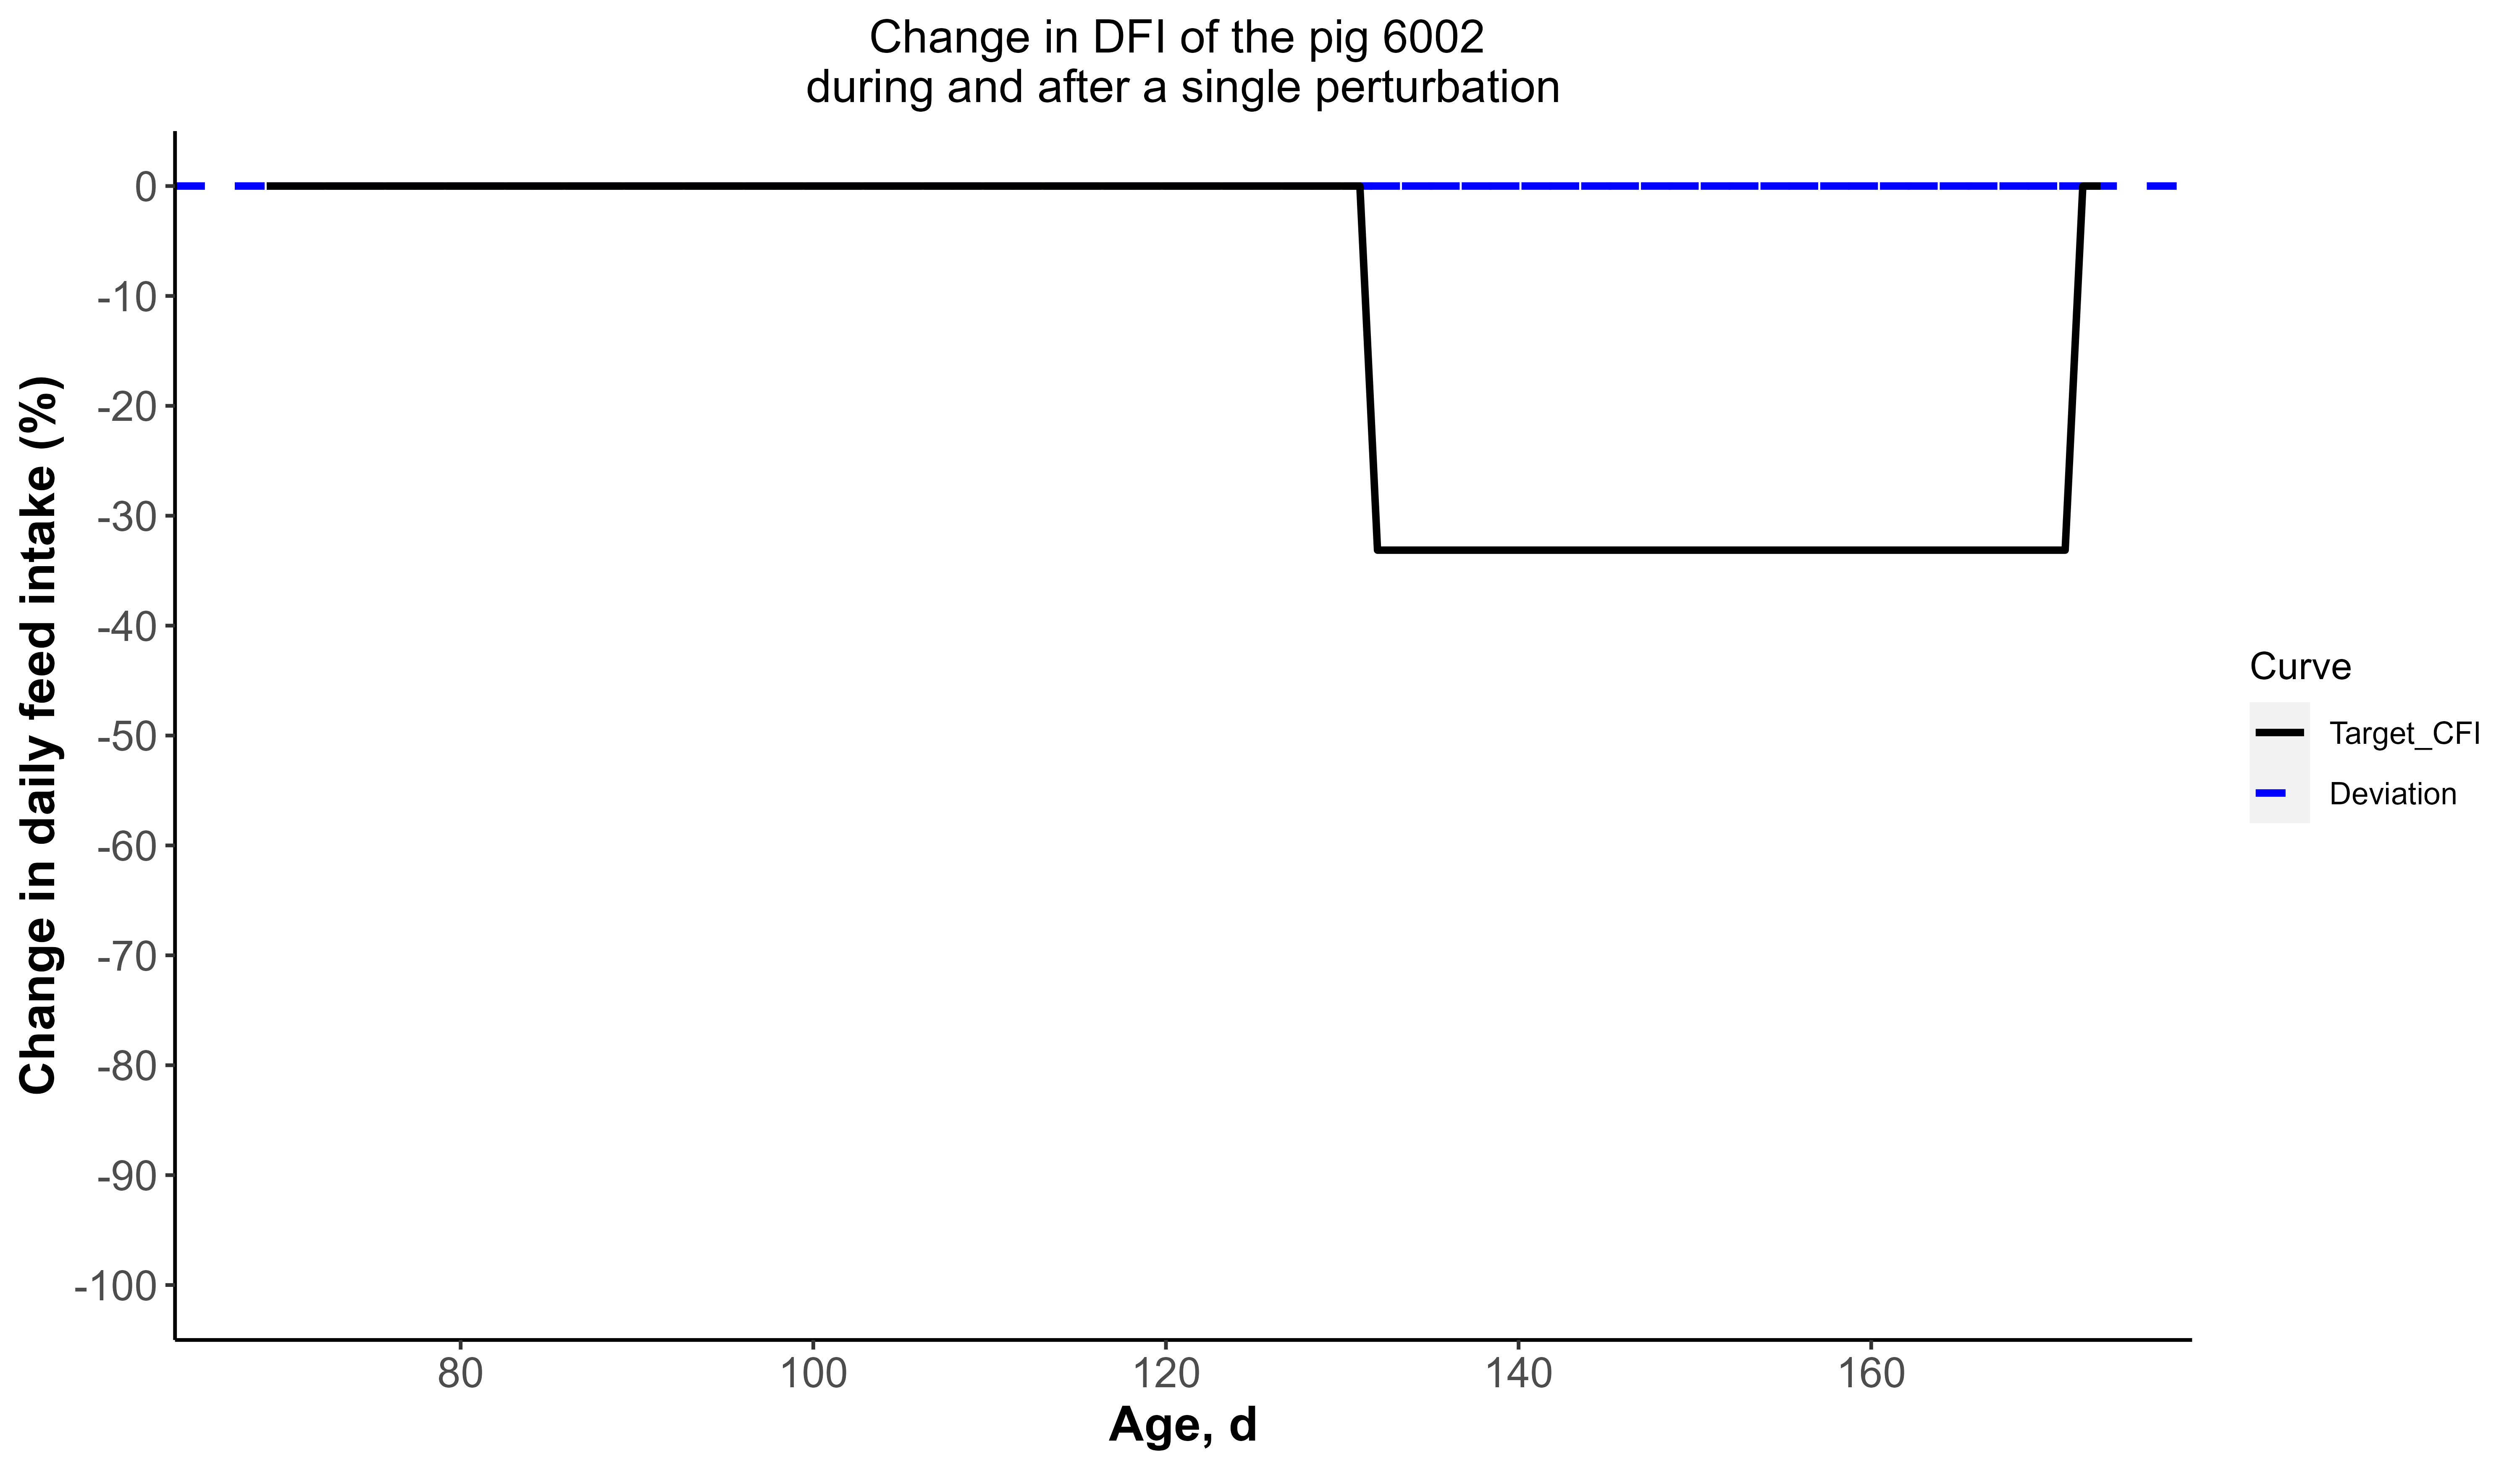 Change in DFI of the pig 6002
during and after a single perturbation
Change in daily feed intake (%)
0
-10
-20
-30
-40
-50
-60
-70
-80
-90
-100
80
100
120
140
160
Age, d
Curve
Target_CFI
Deviation